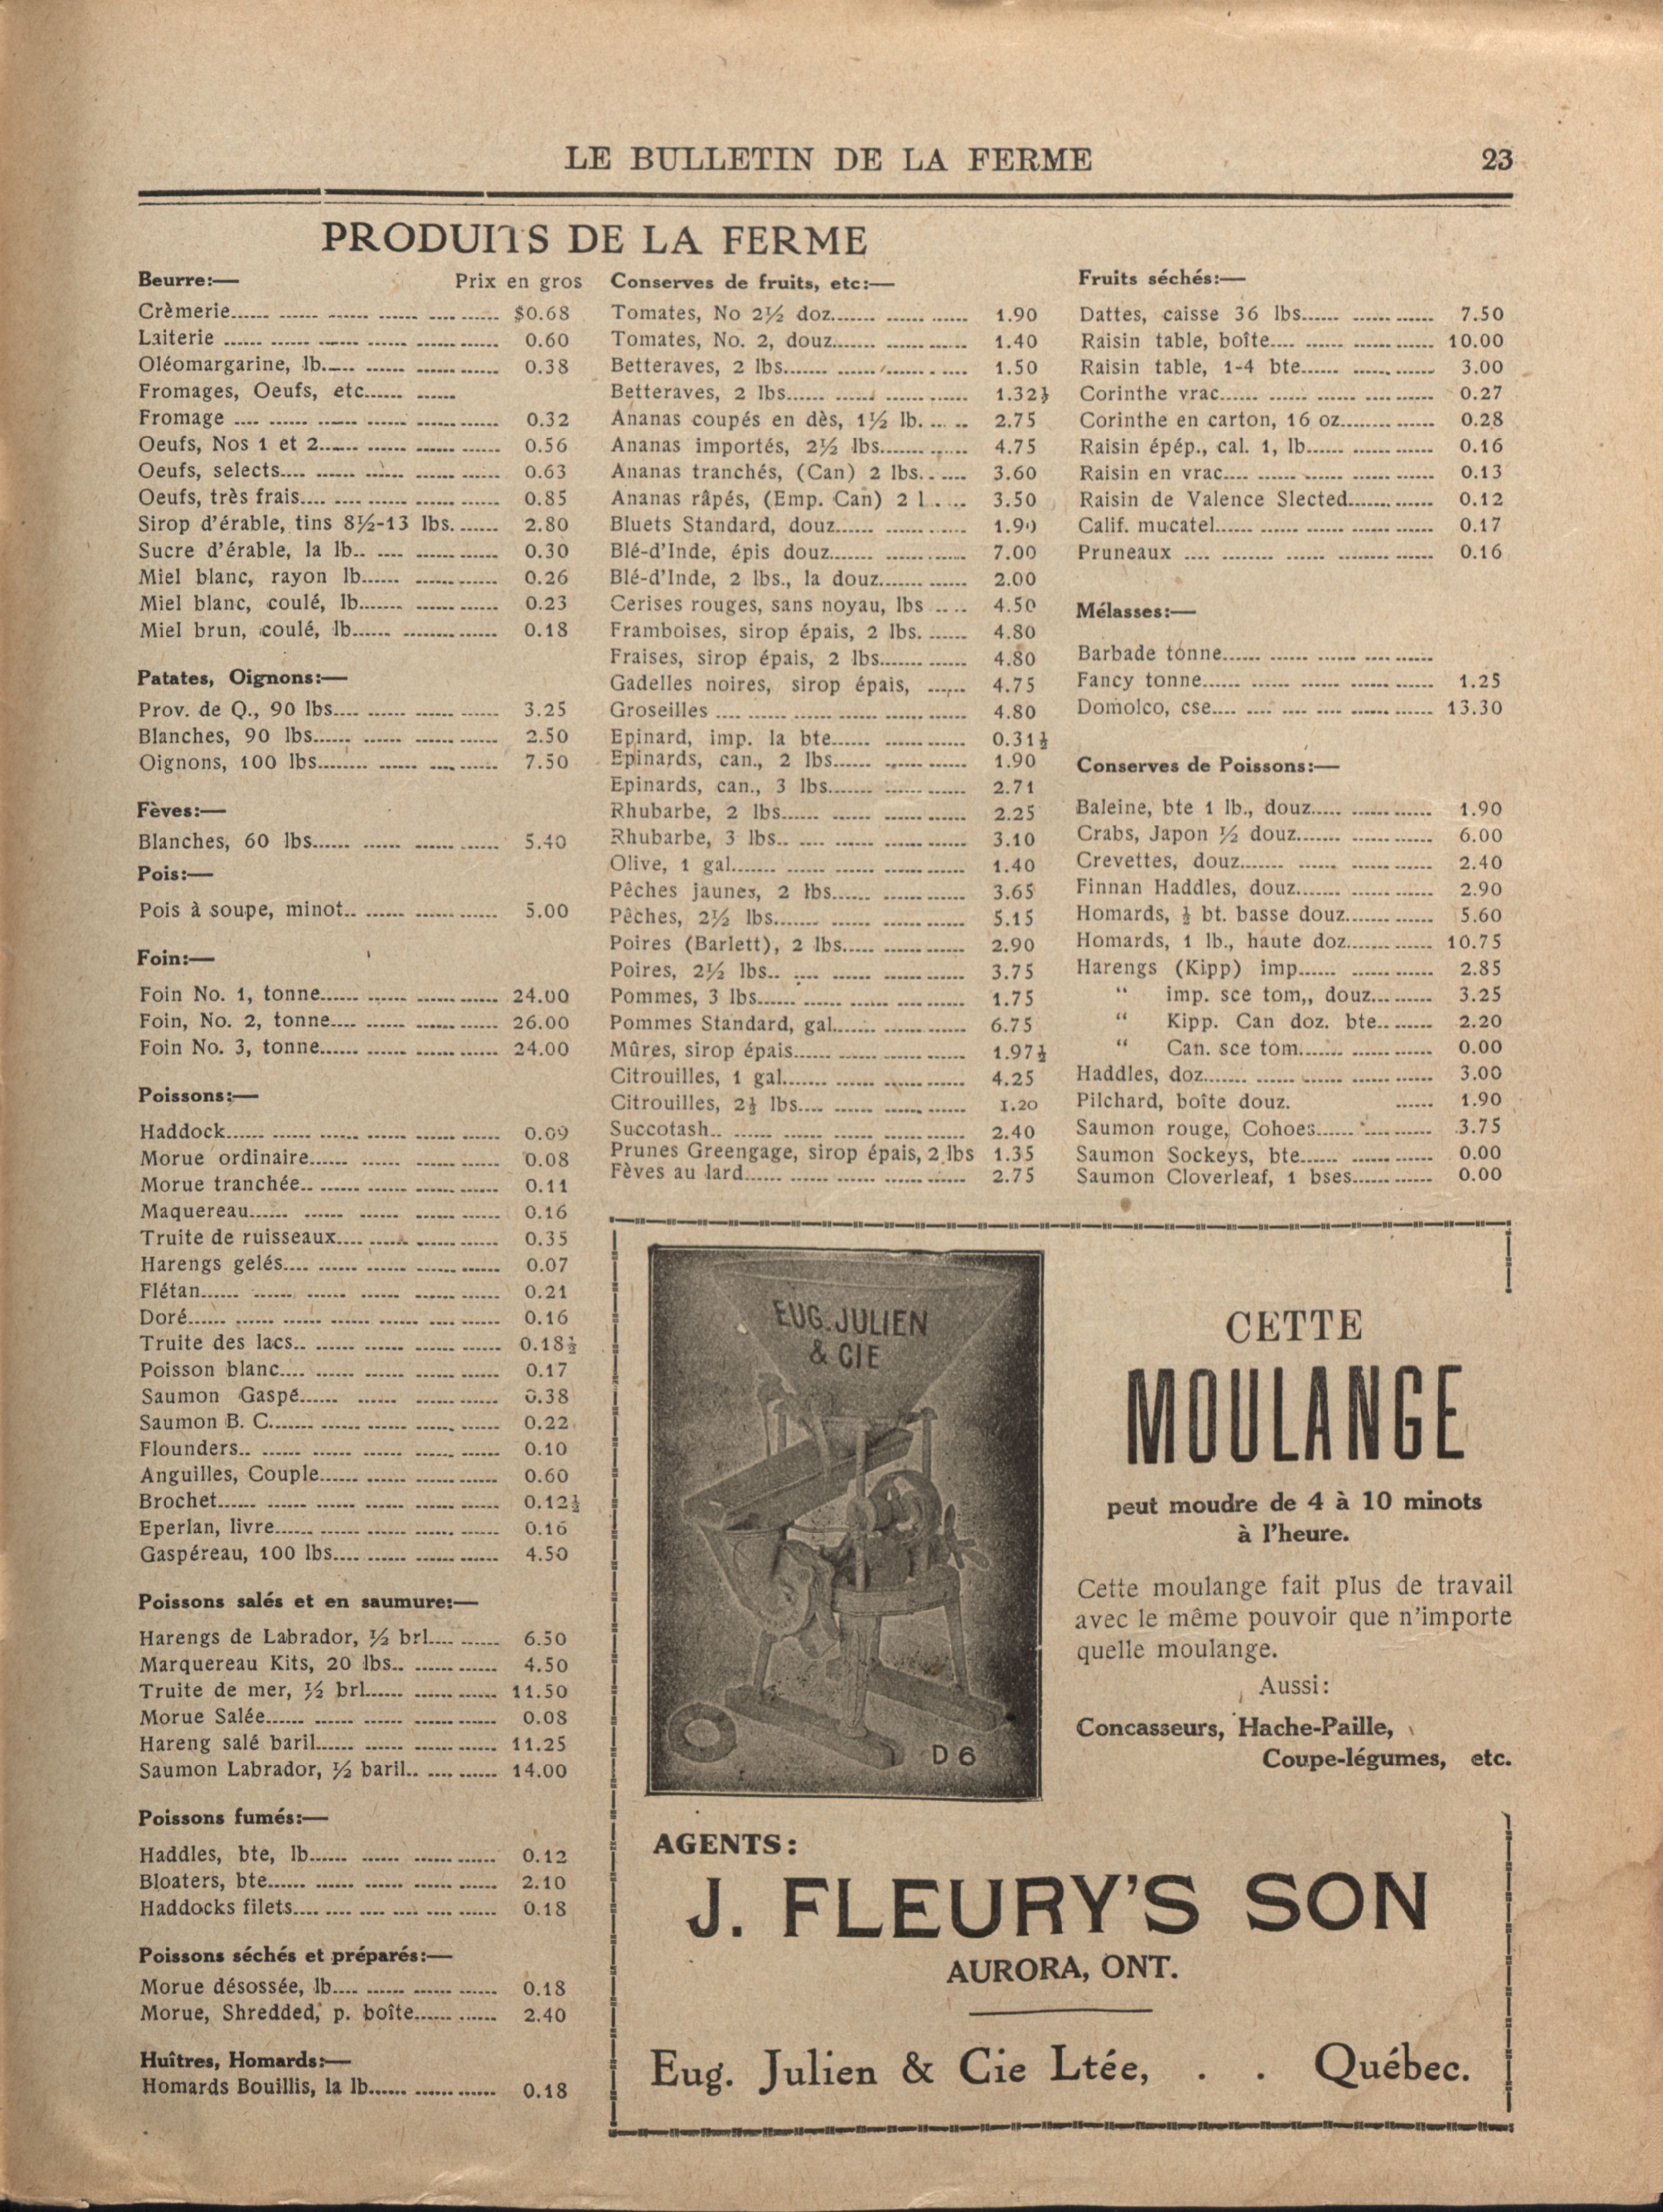 LE BULLETIN DE LA FERME 23
PRODUITS DE LA FERME
Beurre:— Prix en gros
Crèmerie...... ...... ...... ...... .... ...... $0.68
Laiterie ...... ...... ...... ...... ...... ...... 0.60
Oléomargarine, lb..... ...... ...... ...... 0.38
Fromages, Oeufs, etc...... ......
Fromage .... ...... ...... ...... ...... ...... 0.32
Oeufs, Nos 1 et 2...... ...... ...... ...... 0.56
Oeufs, selects.... ...... ...... ...... ...... 0.63
Oeufs, très frais.... .... ...... ...... ...... 0.85
Sirop d'érable, tins 8½-13 lbs. ...... 2.80
Sucre d'érable, la lb.. .... ...... ...... 0.30
Miel blanc, rayon lb...... ...... ...... 0.26
Miel blanc, coulé, lb....... ...... ...... 0.23
Miel brun, coulé, lb...... ........ ...... 0.18
Patates, Oignons:—
Prov. de Q., 90 lbs.... ...... ...... ...... 3.25
Blanches, 90 lbs...... ...... ...... ...... 2.50
Oignons, 100 lbs........ ...... .... ...... 7.50
Fèves:—
Blanches, 60 lbs...... ...... ...... ...... 5.40
Pois:—
Pois à soupe, minot.. ...... ...... ...... 5.00
Foin:—
Foin No. 1, tonne...... ...... ...... ...... 24.00
Foin, No. 2, tonne.... ...... ...... ...... 26.00
Foin No. 3, tonne...... ...... ...... ...... 24.00
Poissons:—
Haddock...... ...... ...... ...... ...... ...... 0.09
Morue ordinaire...... ...... ...... ...... 0.08
Morue tranchée.. ...... ...... ...... ...... 0.11
Maquereau...... ...... ...... ...... ...... 0.16
Truite de ruisseaux.... ...... ...... ...... 0.35
Harengs gelés.... ...... ...... ...... ...... 0.07
Flétan...... ...... ...... ...... ...... ...... 0.21
Doré...... ...... ...... ...... ...... .... ...... 0.16
Truite des lacs.. ...... ...... ...... ...... 0.18½
Poisson blanc.... ...... ...... ...... ...... 0.17
Saumon Gaspé...... ...... ...... ...... 0.38
Saumon B. C....... ...... ...... ...... ...... 0.22
Flounders.. ...... ...... ...... ...... ...... 0.10
Anguilles, Couple...... ...... ...... ...... 0.60
Brochet...... ...... ...... ...... ...... ...... 0.12½
Eperlan, livre...... ...... ...... ...... ...... 0.16
Gaspéreau, 100 lbs.... ...... ...... ...... 4.50
Poissons salés et en saumure:—
Harengs de Labrador, ½ brl.... ...... 6.50
Marquereau Kits, 20 lbs.. ...... ...... 4.50
Truite de mer, ½ brl...... ...... ...... 11.50
Morue Salée...... ...... ...... ...... ...... 0.08
Hareng salé baril...... ...... ...... ...... 11.25
Saumon Labrador, ½ baril.. .... ...... 14.00
Poissons fumés:—
Haddles, bte, lb...... ...... ...... ...... 0.12
Bloaters, bte...... ...... ...... ...... ...... 2.10
Haddocks filets.... .... .... .... .... ...... 0.18
Poissons séchés et préparés:—
Morue désossée, lb.... ...... ...... ...... 0.18
Morue, Shredded, p. boîte...... ...... 2.40
Huîtres, Homards:—
Homards Bouillis, la lb...... ...... ...... 0.18
Conserves de fruits, etc:—
Tomates, No 2½ doz....... ...... ...... 1.90
Tomates, No. 2, douz....... ...... ...... 1.40
Betteraves, 2 lbs....... ...... ...... . .... 1.50
Betteraves, 2 lbs...... ...... ...... ...... 1.32½
Ananas coupés en dès, 1½ lb. ... .. 2.75
Ananas importés, 2½ lbs....... ...... 4.75
Ananas tranchés, (Can) 2 lbs.. .... 3.60
Ananas râpés, (Emp. Can) 2 l . ... 3.50
Bluets Standard, douz...... ...... ...... 1.90
Blé-d'Inde, épis douz....... ...... ...... 7.00
Blé-d'Inde, 2 lbs., la douz....... ...... 2.00
Cerises rouges, sans noyau, lbs .. .. 4.50
Framboises, sirop épais, 2 lbs. ...... 4.80
Fraises, sirop épais, 2 lbs....... ...... 4.80
Gadelles noires, sirop épais, ...... 4.75
Groseilles .... ...... ...... ...... ...... ...... 4.80
Epinard, imp. la bte...... ...... ...... 0.31½
Epinards, can., 2 lbs...... ...... ...... 1.90
Epinards, can., 3 lbs....... ...... ...... 2.71
Rhubarbe, 2 lbs...... ...... ...... ...... 2.25
Rhubarbe, 3 lbs.. .... ...... ...... ...... 3.10
Olive, 1 gal....... ...... ...... ...... ...... 1.40
Pêches jaunes, 2 lbs...... ...... ...... 3.65
Pêches, 2½ lbs....... ...... ...... ...... 5.15
Poires (Barlett), 2 lbs..... ...... ...... 2.90
Poires, 2½ lbs.. .... ...... ...... ...... 3.75
Pommes, 3 lbs...... ...... ...... .... ...... 1.75
Pommes Standard, gal....... ...... ...... 6.75
Mûres, sirop épais...... ...... ...... ...... 1.97½
Citrouilles, 1 gal....... ...... ...... ...... 4.25
Citrouilles, 2½ lbs.... ...... ...... ...... 1.20
Succotash.. ...... ...... ...... ...... ...... 2.40
Prunes Greengage, sirop épais, 2 lbs 1.35
Fèves au lard...... ...... ...... ...... ...... 2.75
Fruits séchés:—
Dattes, caisse 36 lbs...... ...... ...... 7.50
Raisin table, boîte.... ...... ...... ...... 10.00
Raisin table, 1-4 bte...... ...... ...... 3.00
Corinthe vrac...... ...... ...... .... ...... 0.27
Corinthe en carton, 16 oz........ ...... 0.28
Raisin épép., cal. 1, lb...... ...... ...... 0.16
Raisin en vrac.... ...... ...... ...... ...... 0.13
Raisin de Valence Slected....... ...... 0.12
Calif. mucatel...... ...... ...... ...... ...... 0.17
Pruneaux .... ........ ...... ........ ...... 0.16
Mélasses:—
Barbade tonne...... ...... ...... .... ......
Fancy tonne...... ...... ...... ...... ...... 1.25
Domolco, cse.... .... .... .... ...... ...... 13.30
Conserves de Poissons:—
Baleine, bte 1 lb., douz..... ...... ...... 1.90
Crabs, Japon ½ douz....... ...... ...... 6.00
Crevettes, douz....... ...... ...... ...... 2.40
Finnan Haddles, douz....... ...... ...... 2.90
Homards, ½ bt. basse douz....... ...... 5.60
Homards, 1 lb., haute doz....... ...... 10.75
Harengs (Kipp) imp...... ...... ...... 2.85
“ imp. sce tom,, douz... ...... 3.25
“ Kipp. Can doz. bte.. ...... 2.20
“ Can. sce tom....... ...... ...... 0.00
Haddles, doz....... ...... ...... ...... ...... 3.00
Pilchard, boîte douz. ...... 1.90
Saumon rouge, Cohoes...... .... ...... 3.75
Saumon Sockeys, bte...... ...... ...... 0.00
Saumon Cloverleaf, 1 bses...... ...... 0.00
EUG. JULIEN
& CIE
D 6
CETTE
MOULANGE
peut moudre de 4 à 10 minots
à l'heure.
Cette moulange fait plus de travail
avec le même pouvoir que n'importe
quelle moulange.
Aussi:
Concasseurs, Hache-Paille,
Coupe-légumes, etc.
AGENTS:
J. FLEURY'S SON
AURORA, ONT.
Eug. Julien & Cie Ltée, . . Québec.